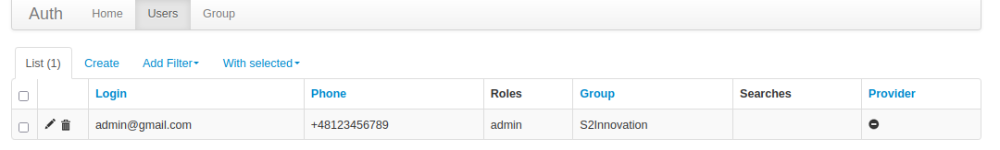 Auth Home Users Group
List (1) Create Add Filter With selected
Login Phone Roles Group Searches Provider
admin@gmail.com +48123456789 admin S2Innovation